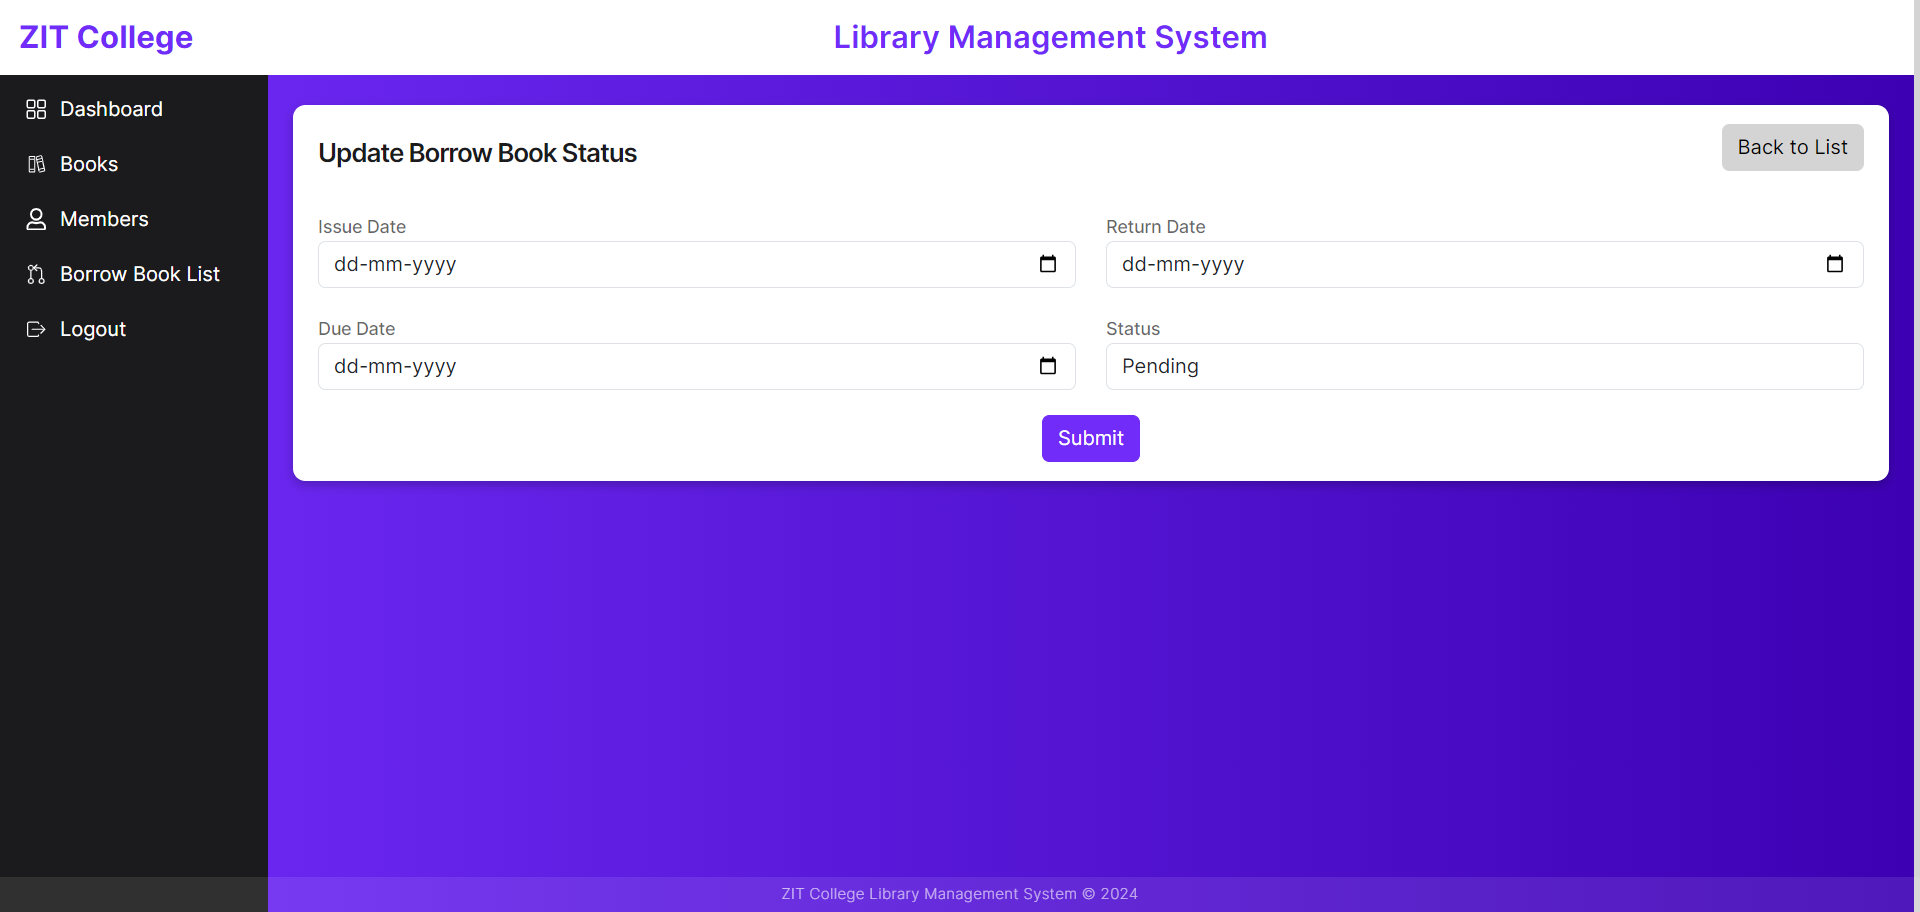 ZIT College
Library Management System
Dashboard
Books
Members
Borrow Book List
Logout
Update Borrow Book Status
Back to List
Issue Date
dd-mm-yyyy
Return Date
dd-mm-yyyy
Due Date
dd-mm-yyyy
Status
Pending
Submit
ZIT College Library Management System © 2024